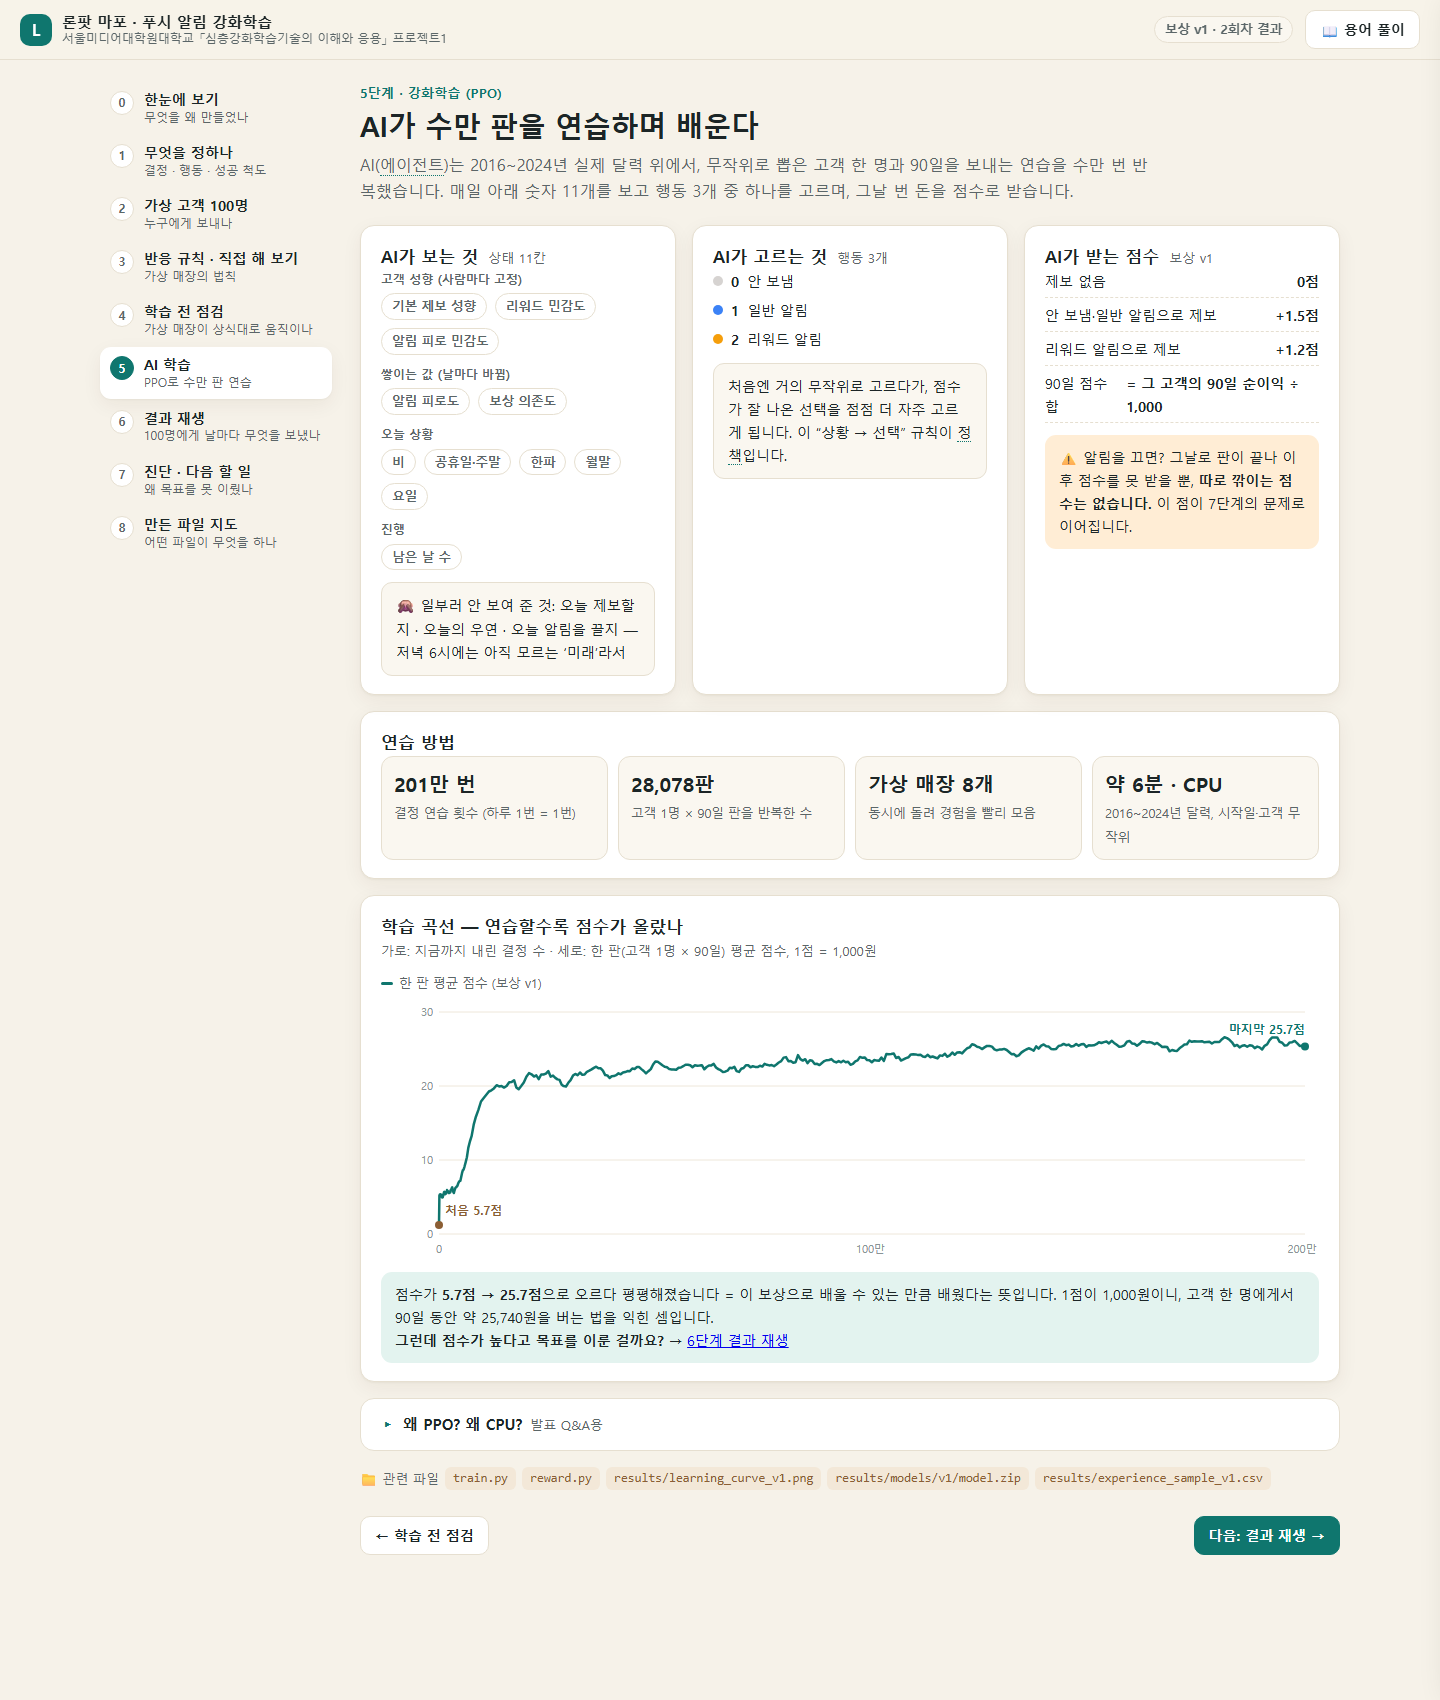 L
론팟 마포 · 푸시 알림 강화학습
서울미디어대학원대학교 「심층강화학습기술의 이해와 응용」 프로젝트1
보상 v1 · 2회차 결과
📖 용어 풀이
0
한눈에 보기
무엇을 왜 만들었나
1
무엇을 정하나
결정 · 행동 · 성공 척도
2
가상 고객 100명
누구에게 보내나
3
반응 규칙 · 직접 해 보기
가상 매장의 법칙
4
학습 전 점검
가상 매장이 상식대로 움직이나
5
AI 학습
PPO로 수만 판 연습
6
결과 재생
100명에게 날마다 무엇을 보냈나
7
진단 · 다음 할 일
왜 목표를 못 이뤘나
8
만든 파일 지도
어떤 파일이 무엇을 하나
5단계 · 강화학습 (PPO)
AI가 수만 판을 연습하며 배운다
AI(에이전트)는 2016~2024년 실제 달력 위에서, 무작위로 뽑은 고객 한 명과 90일을 보내는 연습을 수만 번 반
복했습니다. 매일 아래 숫자 11개를 보고 행동 3개 중 하나를 고르며, 그날 번 돈을 점수로 받습니다.
AI가 보는 것 상태 11칸
고객 성향 (사람마다 고정)
기본 제보 성향 리워드 민감도
알림 피로 민감도
쌓이는 값 (날마다 바뀜)
알림 피로도 보상 의존도
오늘 상황
비 공휴일·주말 한파 월말
요일
진행
남은 날 수
🙈 일부러 안 보여 준 것: 오늘 제보할
지 · 오늘의 우연 · 오늘 알림을 끌지 —
저녁 6시에는 아직 모르는 ‘미래’라서
AI가 고르는 것 행동 3개
0 안 보냄
1 일반 알림
2 리워드 알림
처음엔 거의 무작위로 고르다가, 점수
가 잘 나온 선택을 점점 더 자주 고르
게 됩니다. 이 “상황 → 선택” 규칙이 정
책입니다.
AI가 받는 점수 보상 v1
제보 없음 0점
안 보냄·일반 알림으로 제보 +1.5점
리워드 알림으로 제보 +1.2점
90일 점수 = 그 고객의 90일 순이익 ÷
합 1,000
⚠️ 알림을 끄면? 그날로 판이 끝나 이
후 점수를 못 받을 뿐, 따로 깎이는 점
수는 없습니다. 이 점이 7단계의 문제로
이어집니다.
연습 방법
201만 번
결정 연습 횟수 (하루 1번 = 1번)
28,078판
고객 1명 × 90일 판을 반복한 수
가상 매장 8개
동시에 돌려 경험을 빨리 모음
약 6분 · CPU
2016~2024년 달력, 시작일·고객 무
작위
학습 곡선 — 연습할수록 점수가 올랐나
가로: 지금까지 내린 결정 수 · 세로: 한 판(고객 1명 × 90일) 평균 점수, 1점 = 1,000원
한 판 평균 점수 (보상 v1)
30
마지막 25.7점
20
10
처음 5.7점
0
0 100만 200만
점수가 5.7점 → 25.7점으로 오르다 평평해졌습니다 = 이 보상으로 배울 수 있는 만큼 배웠다는 뜻입니다. 1점이 1,000원이니, 고객 한 명에게서
90일 동안 약 25,740원을 버는 법을 익힌 셈입니다.
그런데 점수가 높다고 목표를 이룬 걸까요? → 6단계 결과 재생
▸ 왜 PPO? 왜 CPU? 발표 Q&A용
📁 관련 파일 train.py reward.py results/learning_curve_v1.png results/models/v1/model.zip results/experience_sample_v1.csv
← 학습 전 점검
다음: 결과 재생 →